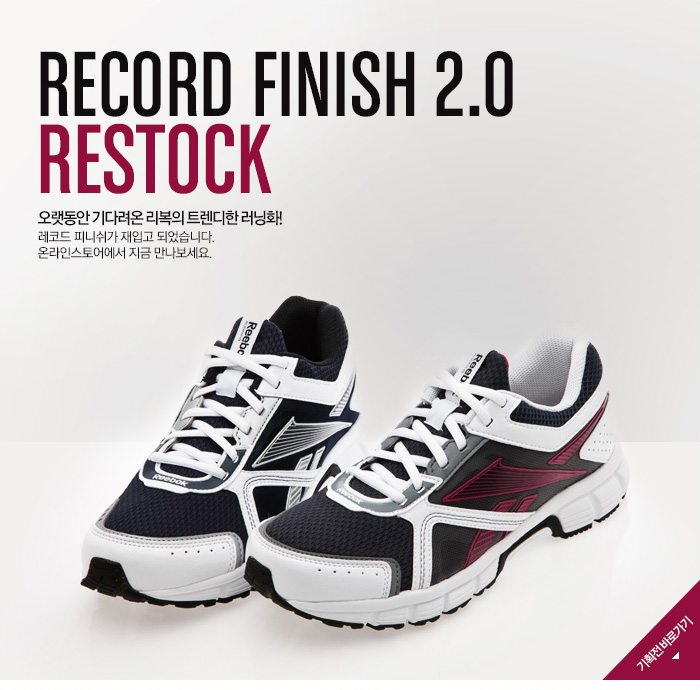 RECORD FINISH 2.0
RESTOCK
오랫동안 기다려온 리복의 트렌디한 러닝화!
레코드 피니쉬가 재입고 되었습니다.
온라인스토어에서 지금 만나보세요.
Reebok
Reebok
Reebok
Reebok
기획전 바로가기